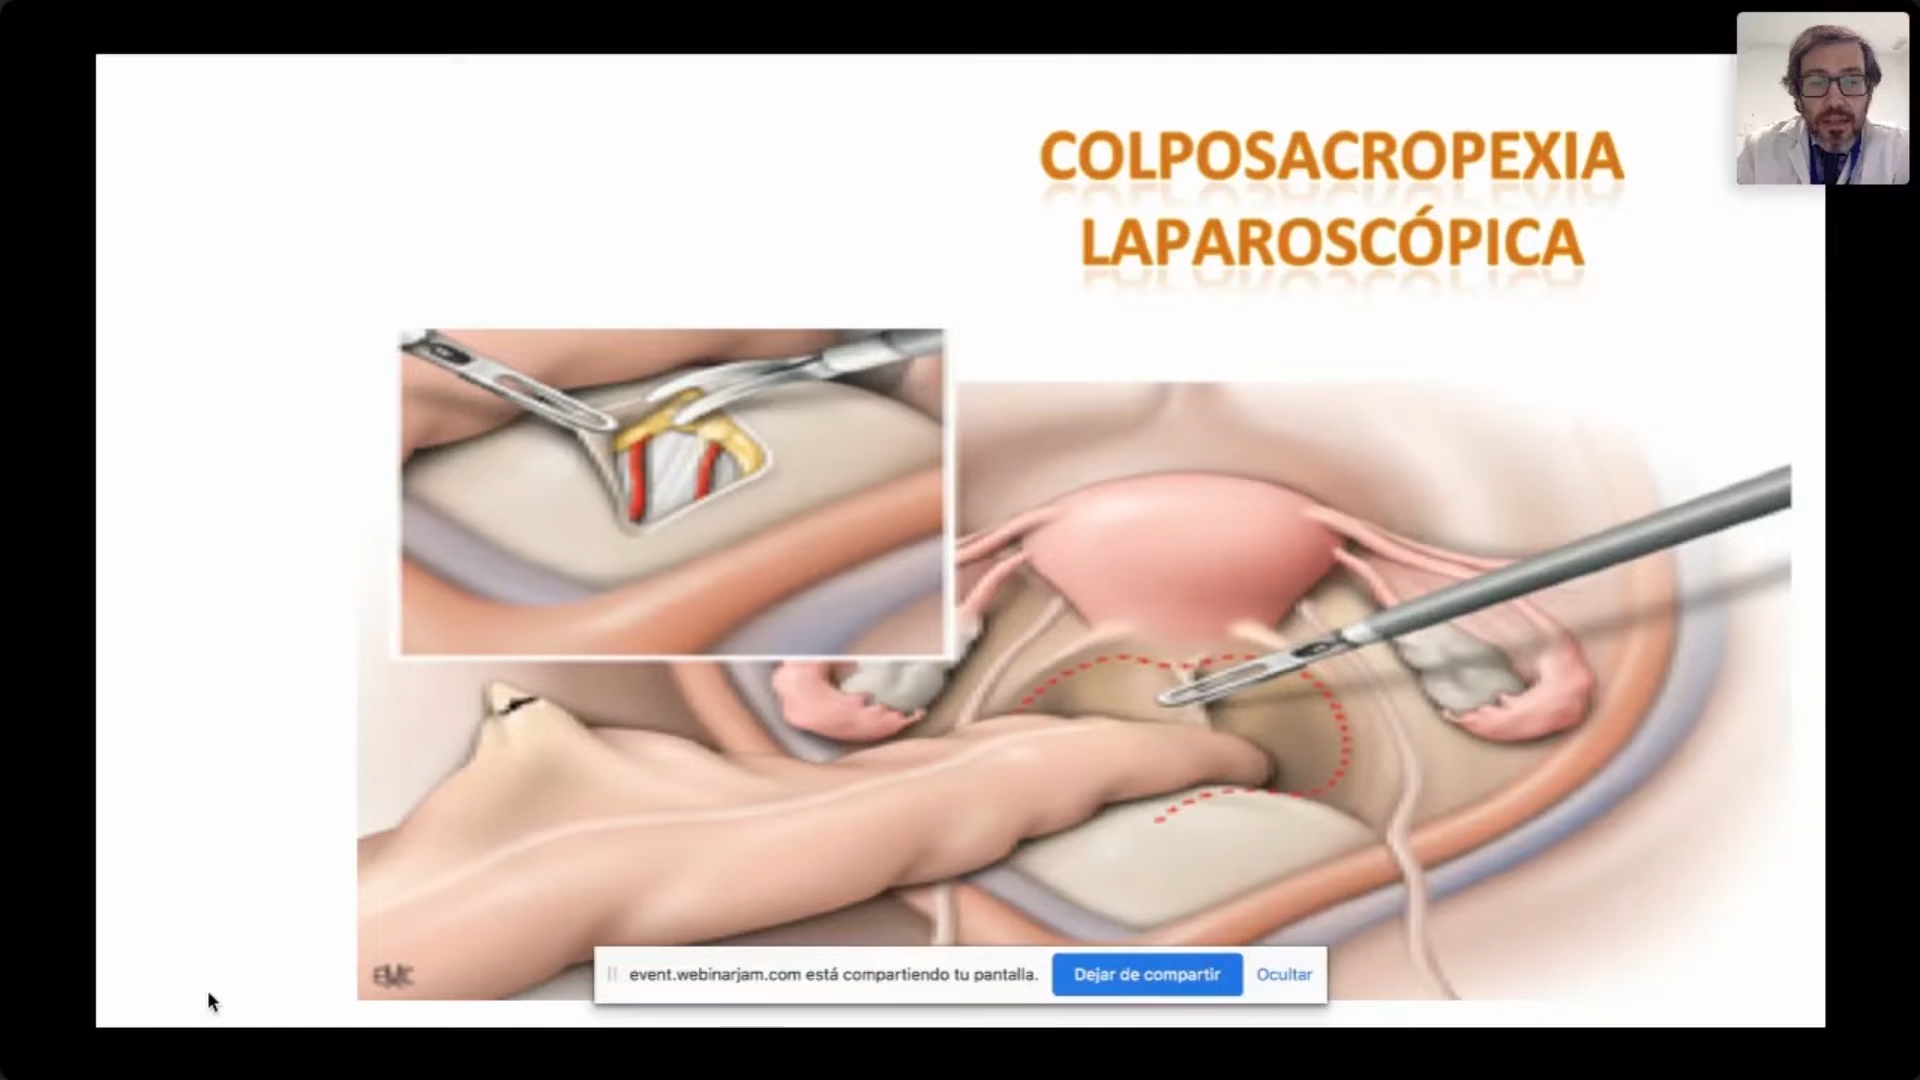 COLPOSACROPEXIA
LAPAROSCÓPICA
EMC
event.webinarjam.com está compartiendo tu pantalla.
Dejar de compartir
Ocultar